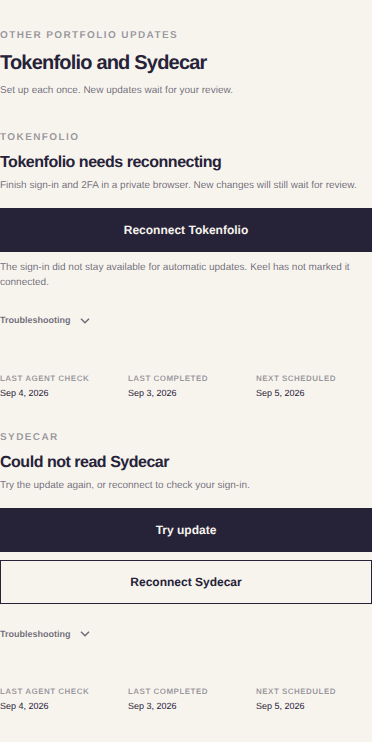 OTHER PORTFOLIO UPDATES
Tokenfolio and Sydecar
Set up each once. New updates wait for your review.
TOKENFOLIO
Tokenfolio needs reconnecting
Finish sign-in and 2FA in a private browser. New changes will still wait for review.
Reconnect Tokenfolio
The sign-in did not stay available for automatic updates. Keel has not marked it
connected.
Troubleshooting
LAST AGENT CHECK LAST COMPLETED NEXT SCHEDULED
Sep 4, 2026 Sep 3, 2026 Sep 5, 2026
SYDECAR
Could not read Sydecar
Try the update again, or reconnect to check your sign-in.
Try update
Reconnect Sydecar
Troubleshooting
LAST AGENT CHECK LAST COMPLETED NEXT SCHEDULED
Sep 4, 2026 Sep 3, 2026 Sep 5, 2026